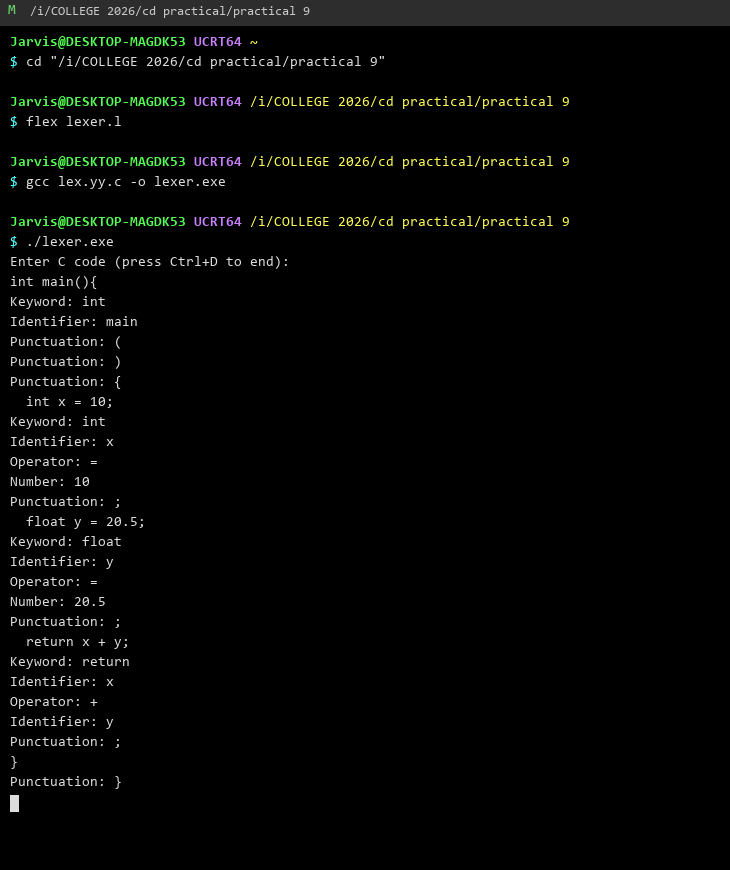 M /i/COLLEGE 2026/cd practical/practical 9
Jarvis@DESKTOP-MAGDK53 UCRT64 ~
$ cd "/i/COLLEGE 2026/cd practical/practical 9"
Jarvis@DESKTOP-MAGDK53 UCRT64 /i/COLLEGE 2026/cd practical/practical 9
$ flex lexer.l
Jarvis@DESKTOP-MAGDK53 UCRT64 /i/COLLEGE 2026/cd practical/practical 9
$ gcc lex.yy.c -o lexer.exe
Jarvis@DESKTOP-MAGDK53 UCRT64 /i/COLLEGE 2026/cd practical/practical 9
$ ./lexer.exe
Enter C code (press Ctrl+D to end):
int main(){
Keyword: int
Identifier: main
Punctuation: (
Punctuation: )
Punctuation: {
  int x = 10;
Keyword: int
Identifier: x
Operator: =
Number: 10
Punctuation: ;
  float y = 20.5;
Keyword: float
Identifier: y
Operator: =
Number: 20.5
Punctuation: ;
  return x + y;
Keyword: return
Identifier: x
Operator: +
Identifier: y
Punctuation: ;
}
Punctuation: }